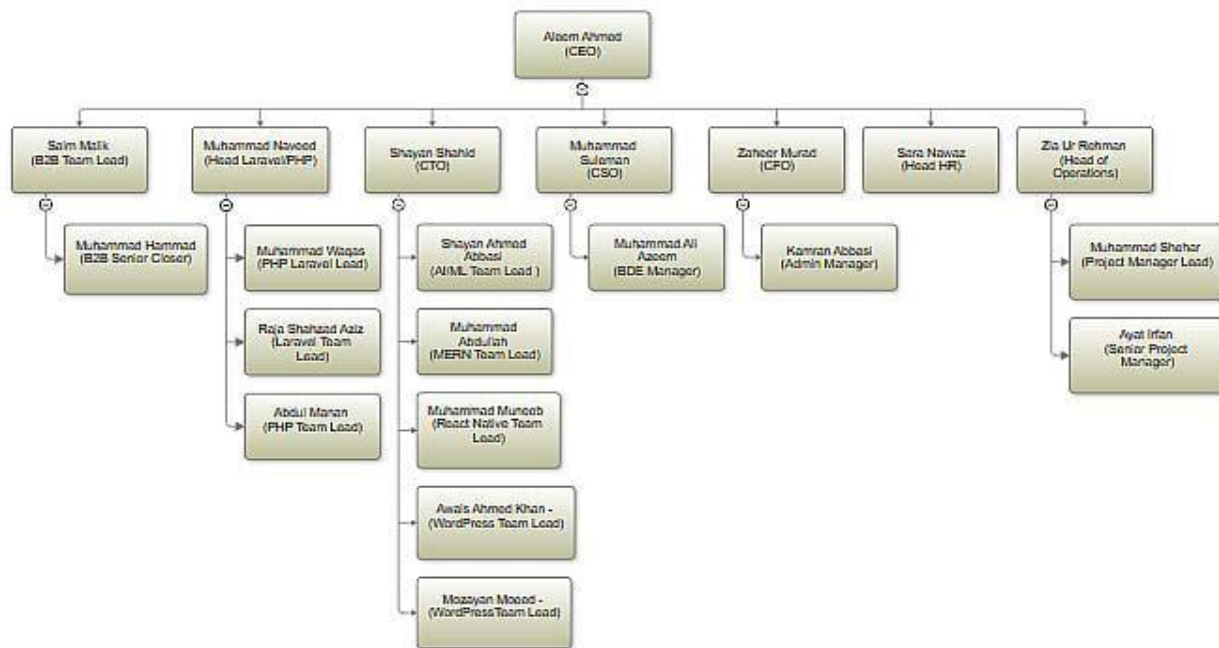 Aleem Ahmed
(CEO)
Saim Malik
(B2B Team Lead)
Muhammad Naveed
(Head Laravel/PHP)
Shayan Shahid
(CTO)
Muhammad
Suleman
(CSO)
Zaheer Murad
(CFO)
Sara Nawaz
(Head HR)
Zia Ur Rehman
(Head of
Operations)
Muhammad Hammad
(B2B Senior Closer)
Muhammad Waqas
(PHP Laravel Lead)
Raja Shahzad Aziz
(Laravel Team
Lead)
Abdul Manan
(PHP Team Lead)
Shayan Ahmed
Abbasi
(AI/ML Team Lead )
Muhammad
Abdullah
(MERN Team Lead)
Muhammad Muneeb
(React Native Team
Lead)
Awais Ahmed Khan -
(WordPress Team Lead)
Mozayan Moeed -
(WordPressTeam Lead)
Muhammad Ali
Azeem
(BDE Manager)
Kamran Abbasi
(Admin Manager)
Muhammad Shehar
(Project Manager Lead)
Ayat Irfan
(Senior Project
Manager)